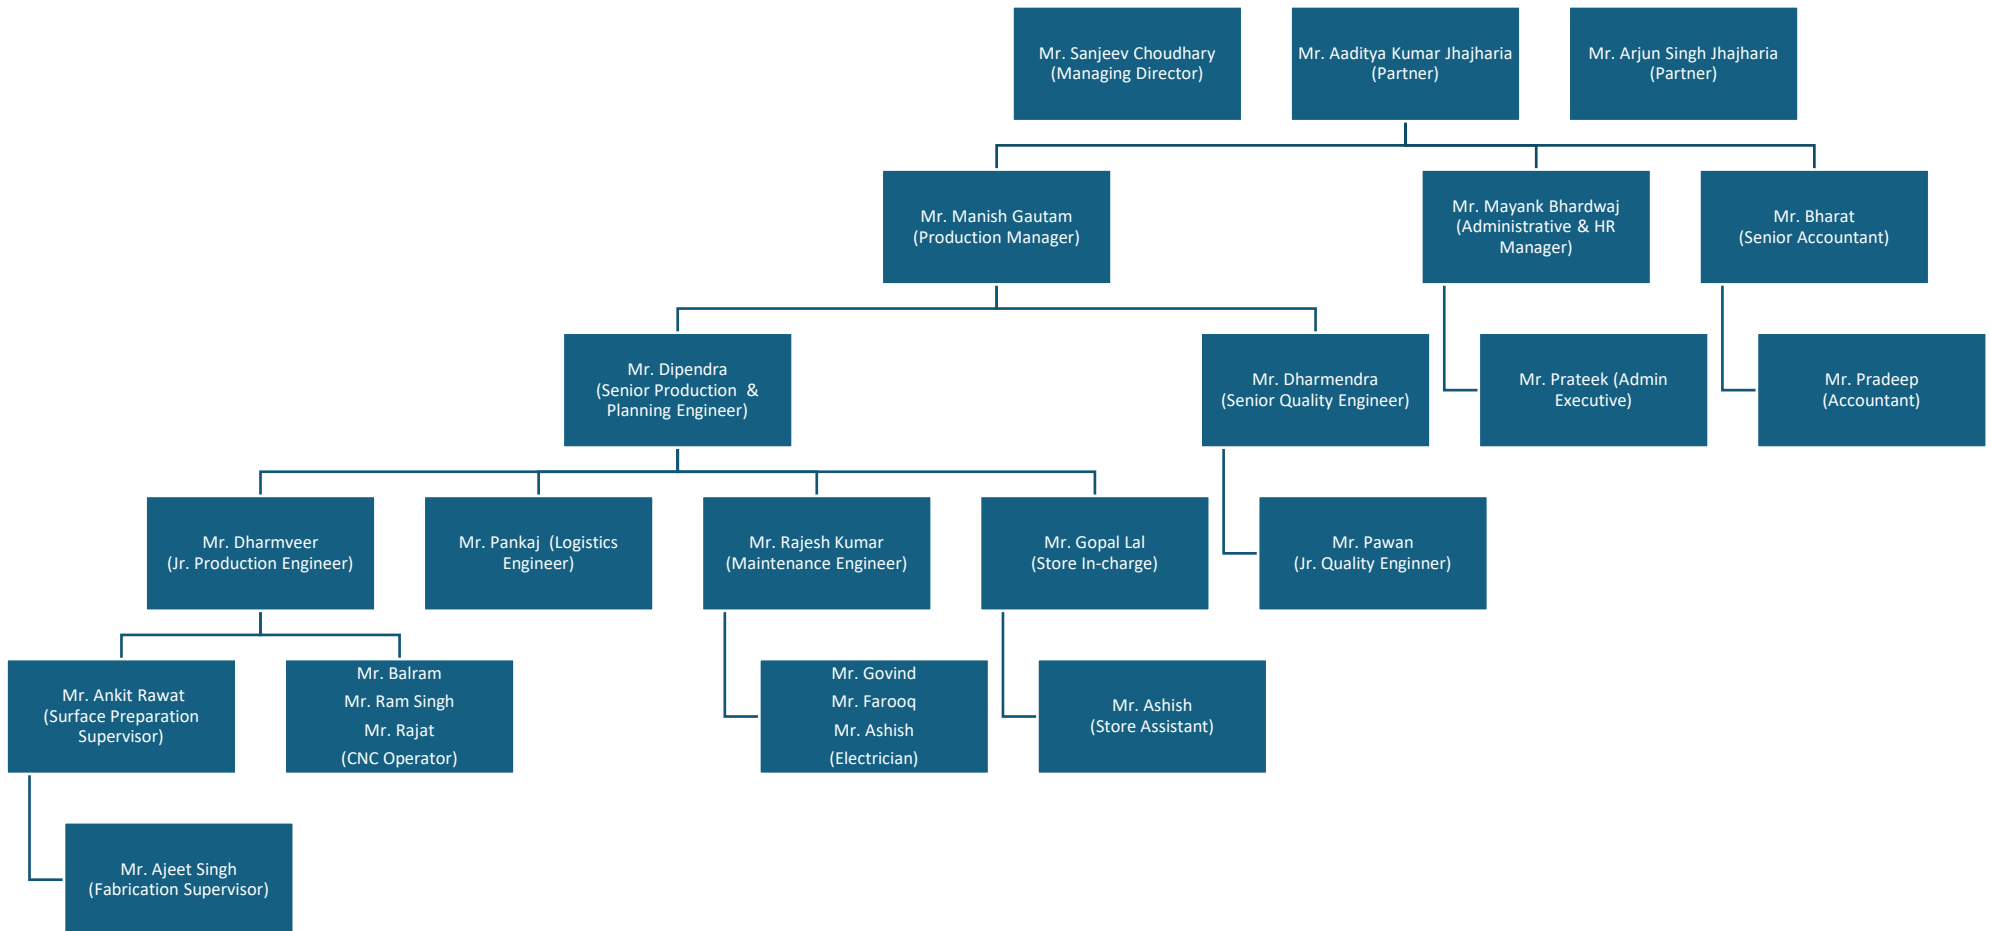 Mr. Sanjeev Choudhary
(Managing Director)
Mr. Aaditya Kumar Jhajharia
(Partner)
Mr. Arjun Singh Jhajharia
(Partner)
Mr. Manish Gautam
(Production Manager)
Mr. Mayank Bhardwaj
(Administrative & HR
Manager)
Mr. Bharat
(Senior Accountant)
Mr. Dipendra
(Senior Production & 
Planning Engineer)
Mr. Dharmendra
(Senior Quality Engineer)
Mr. Prateek (Admin
Executive)
Mr. Pradeep
(Accountant)
Mr. Dharmveer
(Jr. Production Engineer)
Mr. Pankaj (Logistics
Engineer)
Mr. Rajesh Kumar
(Maintenance Engineer)
Mr. Gopal Lal
(Store In-charge)
Mr. Pawan
(Jr. Quality Enginner)
Mr. Ankit Rawat
(Surface Preparation
Supervisor)
Mr. Balram
Mr. Ram Singh
Mr. Rajat
(CNC Operator)
Mr. Govind
Mr. Farooq
Mr. Ashish
(Electrician)
Mr. Ashish
(Store Assistant)
Mr. Ajeet Singh
(Fabrication Supervisor)